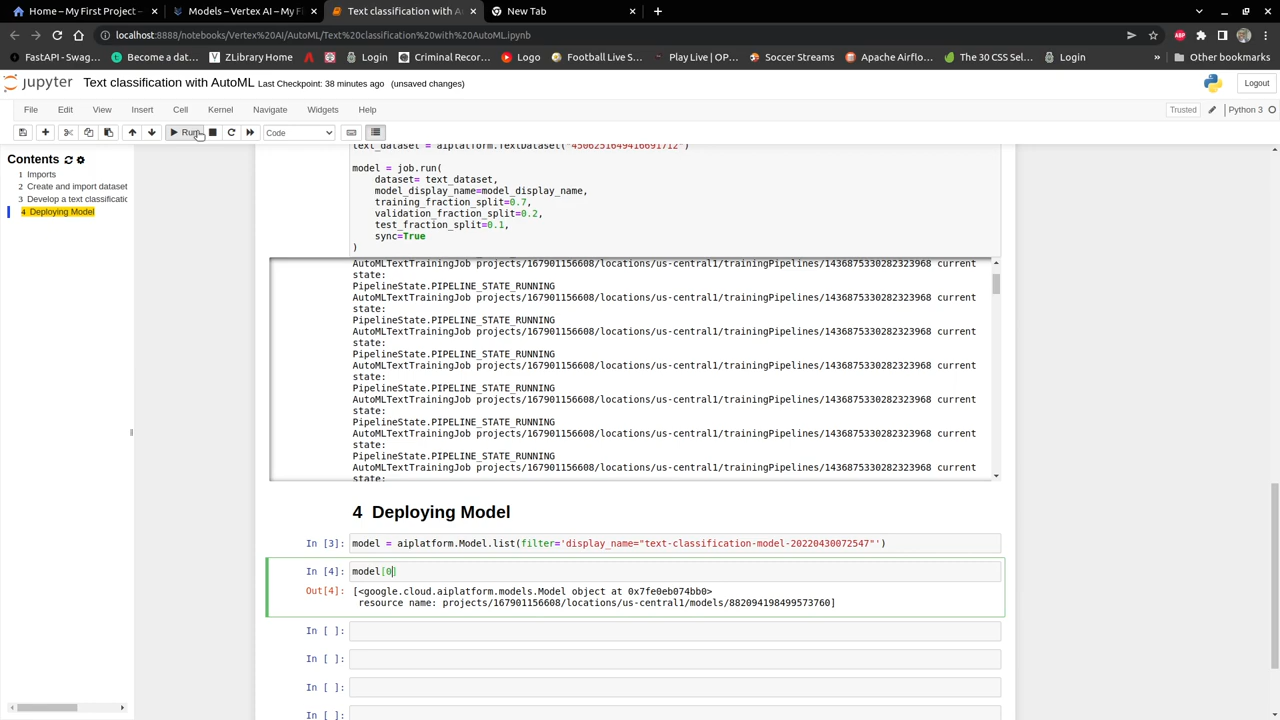 Home – My First Project –
Models – Vertex AI – My Fi
Text classification with A
New Tab
localhost:8888/notebooks/Vertex%20AI/AutoML/Text%20classification%20with%20AutoML.ipynb
FastAPI - Swag...
Become a dat...
ZLibrary Home
Login
Criminal Recor...
Logo
Football Live S...
Play Live | OP...
Soccer Streams
Apache Airflo...
The 30 CSS Sel...
Login
»
Other bookmarks
jupyter
Text classification with AutoML
Last Checkpoint: 38 minutes ago
(unsaved changes)
Logout
File
Edit
View
Insert
Cell
Kernel
Navigate
Widgets
Help
Trusted
Python 3
Run
Code
Contents
1 Imports
2 Create and import dataset
3 Develop a text classificatio
4 Deploying Model
text_dataset = aiplatform.TextDataset("4506251649416691712")
model = job.run(
dataset= text_dataset,
model_display_name=model_display_name,
training_fraction_split=0.7,
validation_fraction_split=0.2,
test_fraction_split=0.1,
sync=True
)
AutoMLTextTrainingJob projects/167901156608/locations/us-central1/trainingPipelines/1436875330282323968 current
state:
PipelineState.PIPELINE_STATE_RUNNING
AutoMLTextTrainingJob projects/167901156608/locations/us-central1/trainingPipelines/1436875330282323968 current
state:
PipelineState.PIPELINE_STATE_RUNNING
AutoMLTextTrainingJob projects/167901156608/locations/us-central1/trainingPipelines/1436875330282323968 current
state:
PipelineState.PIPELINE_STATE_RUNNING
AutoMLTextTrainingJob projects/167901156608/locations/us-central1/trainingPipelines/1436875330282323968 current
state:
PipelineState.PIPELINE_STATE_RUNNING
AutoMLTextTrainingJob projects/167901156608/locations/us-central1/trainingPipelines/1436875330282323968 current
state:
PipelineState.PIPELINE_STATE_RUNNING
AutoMLTextTrainingJob projects/167901156608/locations/us-central1/trainingPipelines/1436875330282323968 current
state:
PipelineState.PIPELINE_STATE_RUNNING
AutoMLTextTrainingJob projects/167901156608/locations/us-central1/trainingPipelines/1436875330282323968 current
state:
4 Deploying Model
In [3]: model = aiplatform.Model.list(filter='display_name="text-classification-model-20220430072547"')
In [4]: model[0]
Out[4]: [<google.cloud.aiplatform.models.Model object at 0x7fe0eb074bb0>
resource name: projects/167901156608/locations/us-central1/models/882094198499573760]
In [ ]:
In [ ]:
In [ ]:
In [ ]: